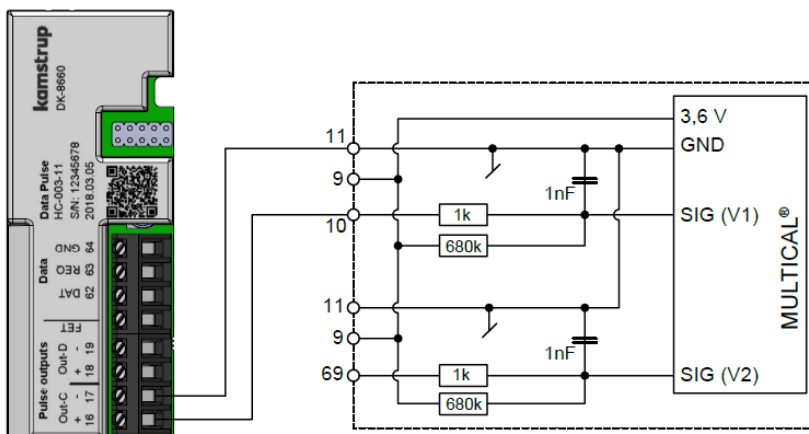 kamstrup
DK-8660
Data Pulse
HC-003-11
S/N: 12345678
2018.03.05
Data
GND 64
REQ 63
DAT 62
FET
Pulse outputs
Out-D
- 19
+ 18
Out-C
- 17
+ 16
11
9
10
11
9
69
1nF
1k
680k
1nF
1k
680k
3,6 V
GND
SIG (V1)
SIG (V2)
MULTICAL®